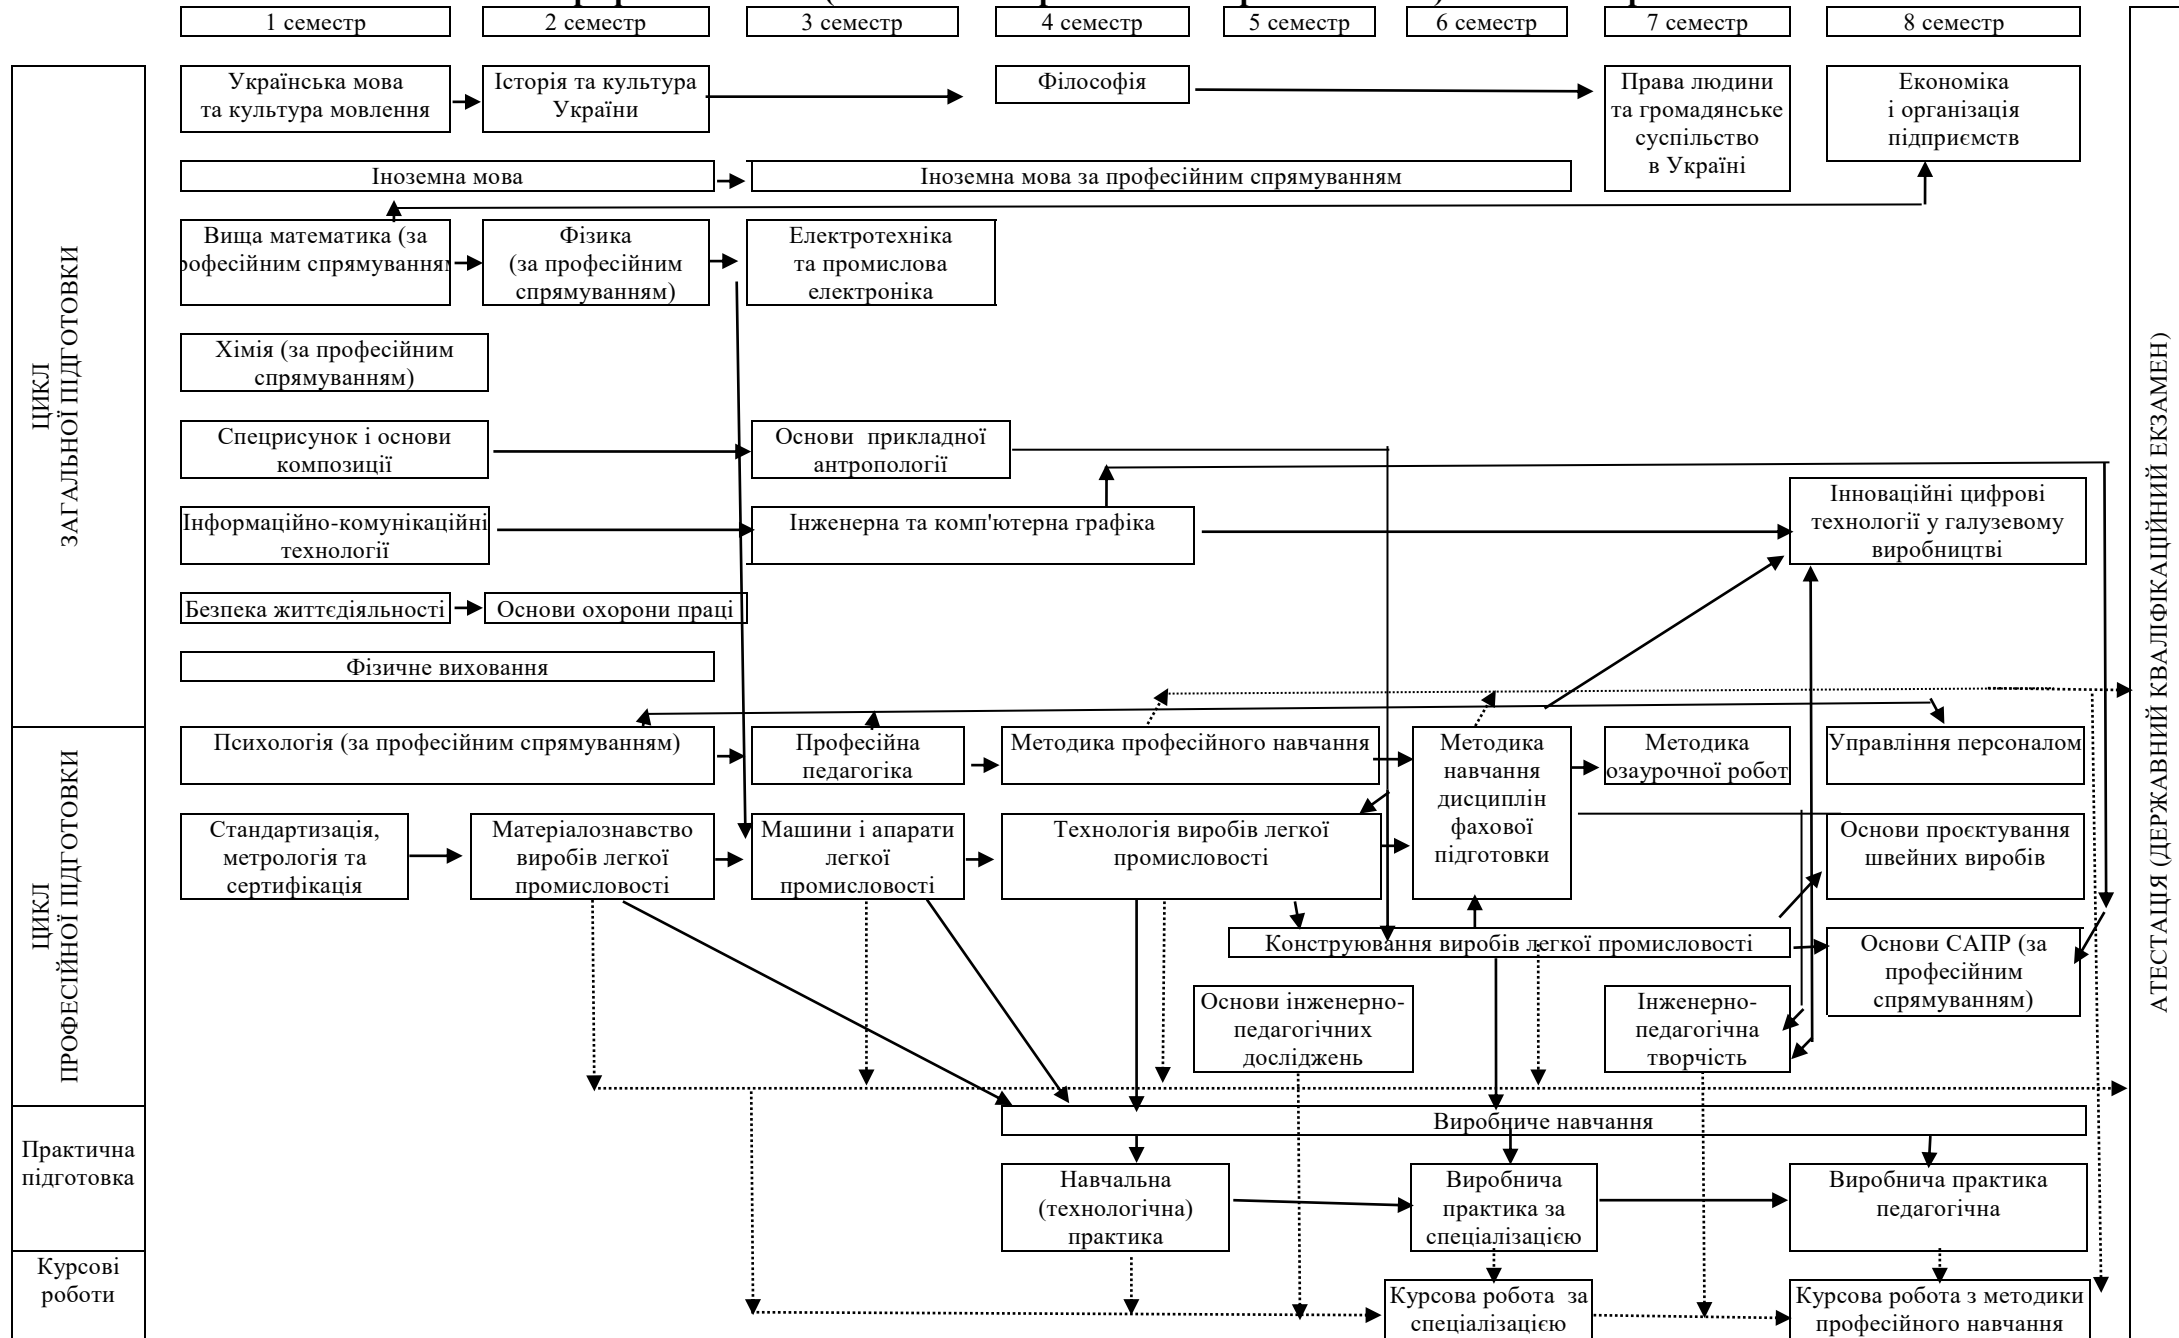 1 семестр
2 семестр
3 семестр
4 семестр
5 семестр
6 семестр
7 семестр
8 семестр
ЦИКЛ
ЗАГАЛЬНОЇ ПІДГОТОВКИ
Українська мова
та культура мовлення
Історія та культура
України
Філософія
Права людини
та громадянське
суспільство
в Україні
Економіка
і організація
підприємств
Іноземна мова
Іноземна мова за професійним спрямуванням
Вища математика (за
рофесійним спрямуванням
Фізика
(за професійним
спрямуванням)
Електротехніка
та промислова
електроніка
Хімія (за професійним
спрямуванням)
Спецрисунок і основи
композиції
Основи прикладної
антропології
Інформаційно-комунікаційні
технології
Інженерна та комп'ютерна графіка
Інноваційні цифрові
технології у галузевому
виробництві
Безпека життєдіяльності
Основи охорони праці
Фізичне виховання
ЦИКЛ
ПРОФЕСІЙНОЇ ПІДГОТОВКИ
Психологія (за професійним спрямуванням)
Професійна
педагогіка
Методика професійного навчання
Методика
навчання
дисциплін
фахової
підготовки
Методика
озаурочної робот
Управління персоналом
Стандартизація,
метрологія та
сертифікація
Матеріалознавство
виробів легкої
промисловості
Машини і апарати
легкої
промисловості
Технологія виробів легкої
промисловості
Основи проєктування
швейних виробів
Конструювання виробів легкої промисловості
Основи САПР (за
професійним
спрямуванням)
Основи інженерно-
педагогічних
досліджень
Інженерно-
педагогічна
творчість
Практична
підготовка
Виробниче навчання
Навчальна
(технологічна)
практика
Виробнича
практика за
спеціалізацією
Виробнича практика
педагогічна
Курсові
роботи
Курсова робота за
спеціалізацією
Курсова робота з методики
професійного навчання
АТЕСТАЦІЯ (ДЕРЖАВНИЙ КВАЛІФІКАЦІЙНИЙ ЕКЗАМЕН)